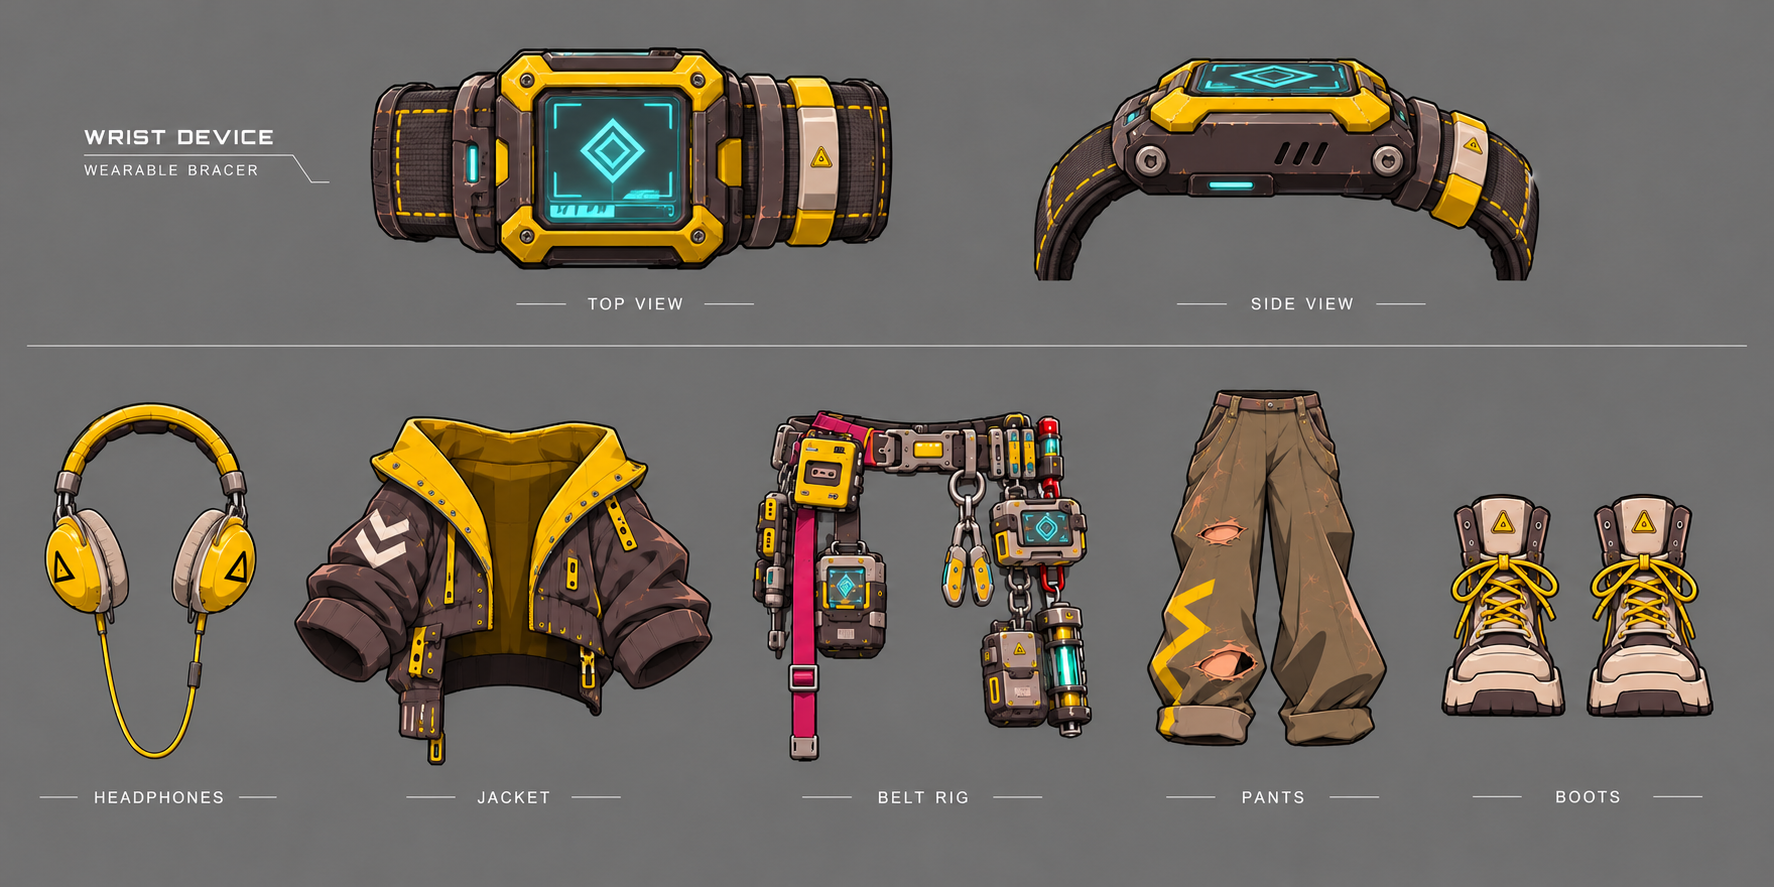 WRIST DEVICE
WEARABLE BRACER
TOP VIEW
SIDE VIEW
HEADPHONES
JACKET
BELT RIG
PANTS
BOOTS